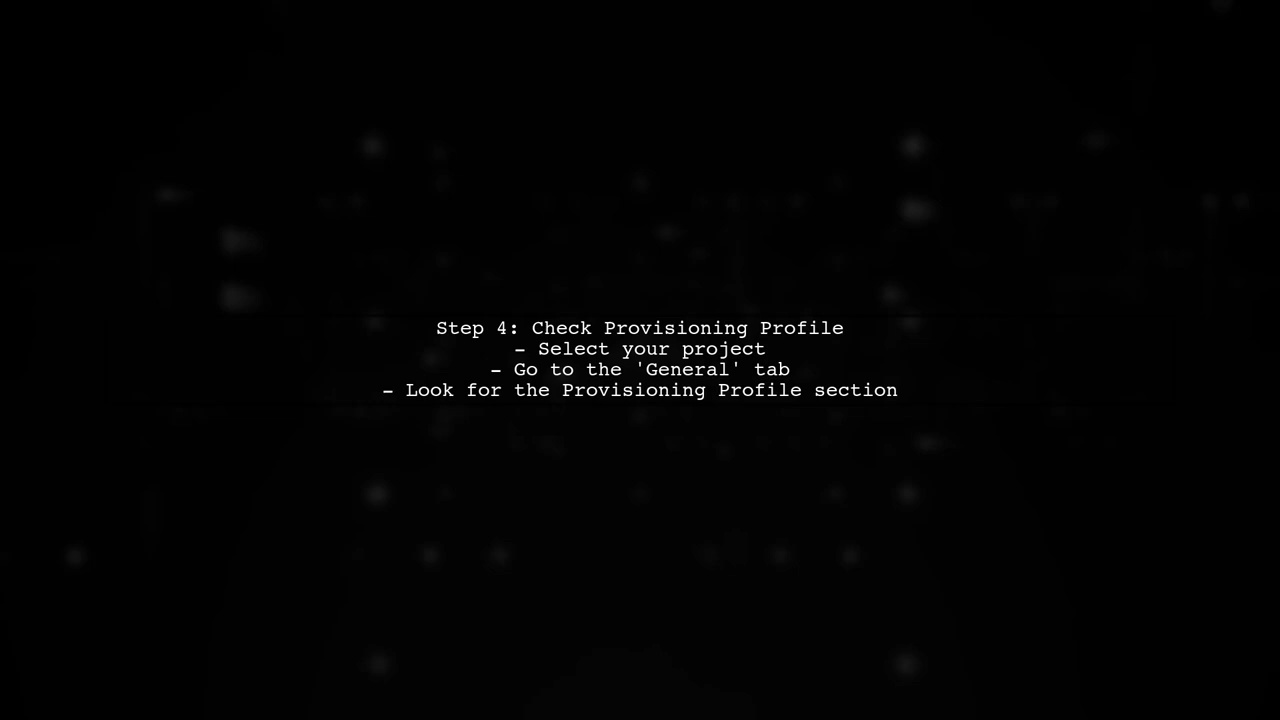 Step 4: Check Provisioning Profile
- Select your project
- Go to the 'General' tab
- Look for the Provisioning Profile section